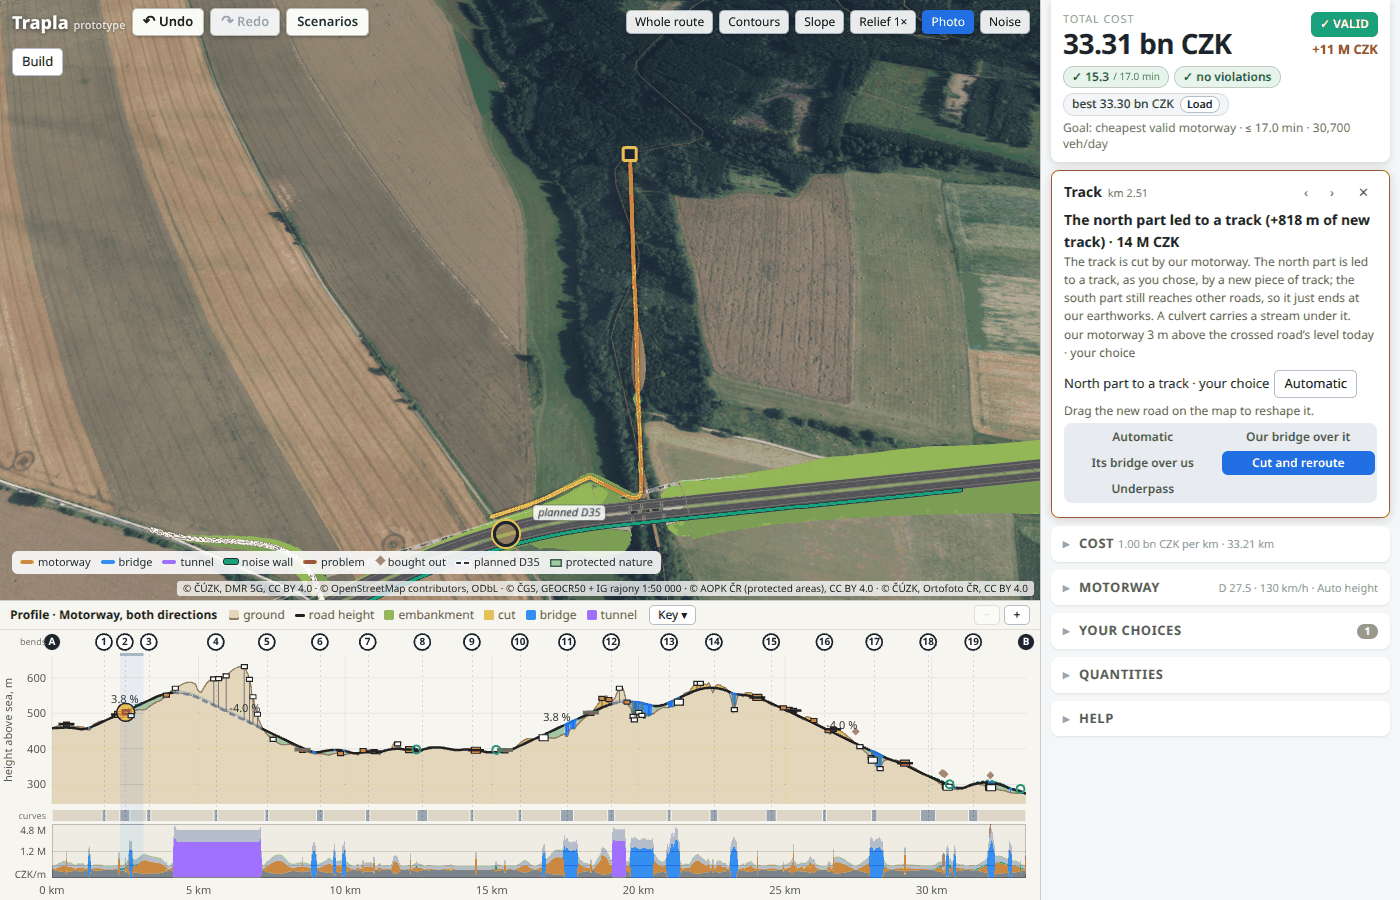 Trapla prototype
↶ Undo
↷ Redo
Scenarios
Whole route
Contours
Slope
Relief 1×
Photo
Noise
Build
planned D35
motorway
bridge
tunnel
noise wall
problem
bought out
planned D35
protected nature
© ČÚZK, DMR 5G, CC BY 4.0 · © OpenStreetMap contributors, ODbL · © ČGS, GEOCR50 + IG rajony 1:50 000 · © AOPK ČR (protected areas), CC BY 4.0 · © ČÚZK, Ortofoto ČR, CC BY 4.0
Profile · Motorway, both directions
ground
road height
embankment
cut
bridge
tunnel
Key ▾
−
+
bends
A 1 2 3 4 5 6 7 8 9 10 11 12 13 14 15 16 17 18 19 B
height above sea, m
600
500
400
300
3.8 %
-4.0 %
3.8 %
-4.0 %
curves
4.8 M
1.2 M
CZK/m
0 km
5 km
10 km
15 km
20 km
25 km
30 km
TOTAL COST
33.31 bn CZK
✓ VALID
+11 M CZK
✓ 15.3 / 17.0 min
✓ no violations
best 33.30 bn CZK
Load
Goal: cheapest valid motorway · ≤ 17.0 min · 30,700
veh/day
Track km 2.51
‹ › ✕
The north part led to a track (+818 m of new
track) · 14 M CZK
The track is cut by our motorway. The north part is led
to a track, as you chose, by a new piece of track; the
south part still reaches other roads, so it just ends at
our earthworks. A culvert carries a stream under it.
our motorway 3 m above the crossed road's level today
· your choice
North part to a track · your choice
Automatic
Drag the new road on the map to reshape it.
Automatic
Our bridge over it
Its bridge over us
Cut and reroute
Underpass
▶ COST 1.00 bn CZK per km · 33.21 km
▶ MOTORWAY D 27.5 · 130 km/h · Auto height
▶ YOUR CHOICES 1
▶ QUANTITIES
▶ HELP